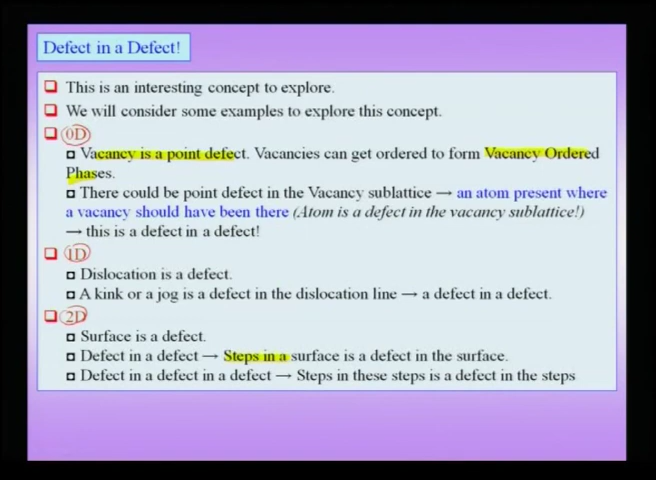 Defect in a Defect!
This is an interesting concept to explore.
We will consider some examples to explore this concept.
0D
Vacancy is a point defect. Vacancies can get ordered to form Vacancy Ordered
Phases.
There could be point defect in the Vacancy sublattice → an atom present where
a vacancy should have been there (Atom is a defect in the vacancy sublattice!)
→ this is a defect in a defect!
1D
Dislocation is a defect.
A kink or a jog is a defect in the dislocation line → a defect in a defect.
2D
Surface is a defect.
Defect in a defect → Steps in a surface is a defect in the surface.
Defect in a defect in a defect → Steps in these steps is a defect in the steps